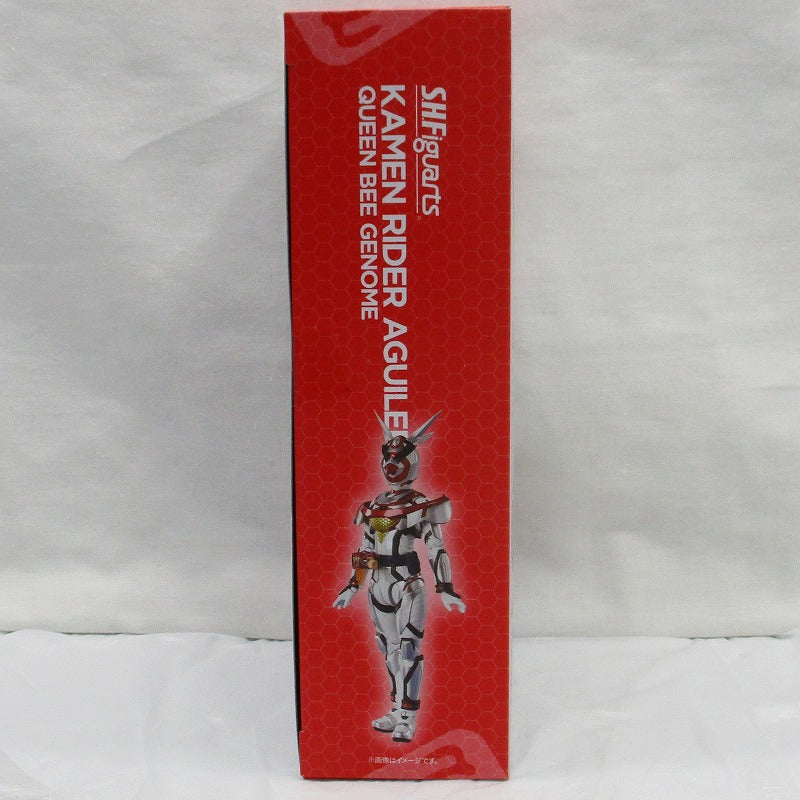 S.H.Figuarts
KAMEN RIDER AGUILE
QUEEN BEE GENOME
※画像はイメージです。